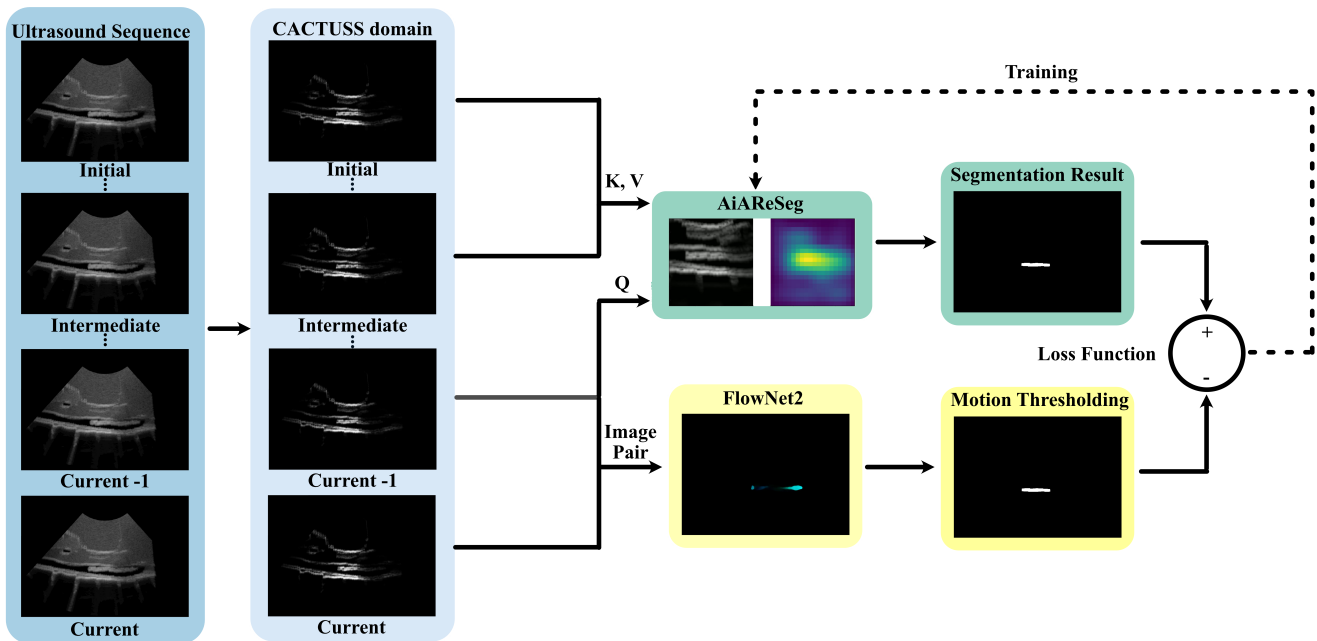 Ultrasound Sequence
Initial
Intermediate
Current -1
Current
CACTUSS domain
Initial
Intermediate
Current -1
Current
K, V
Q
Image
Pair
AiAReSeg
FlowNet2
Training
Segmentation Result
Motion Thresholding
Loss Function
+
-